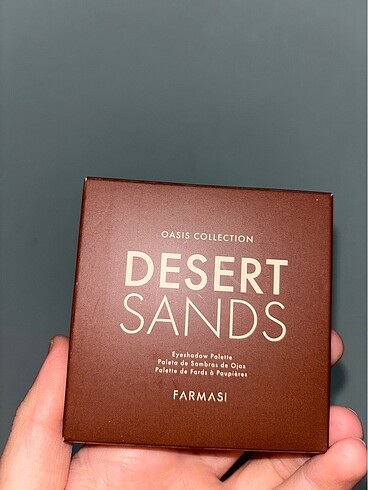 OASIS COLLECTION
DESERT
SANDS
Eyeshadow Palette
Paleta de Sombras de Ojos
Palette de Fards à Paupières
FARMASI